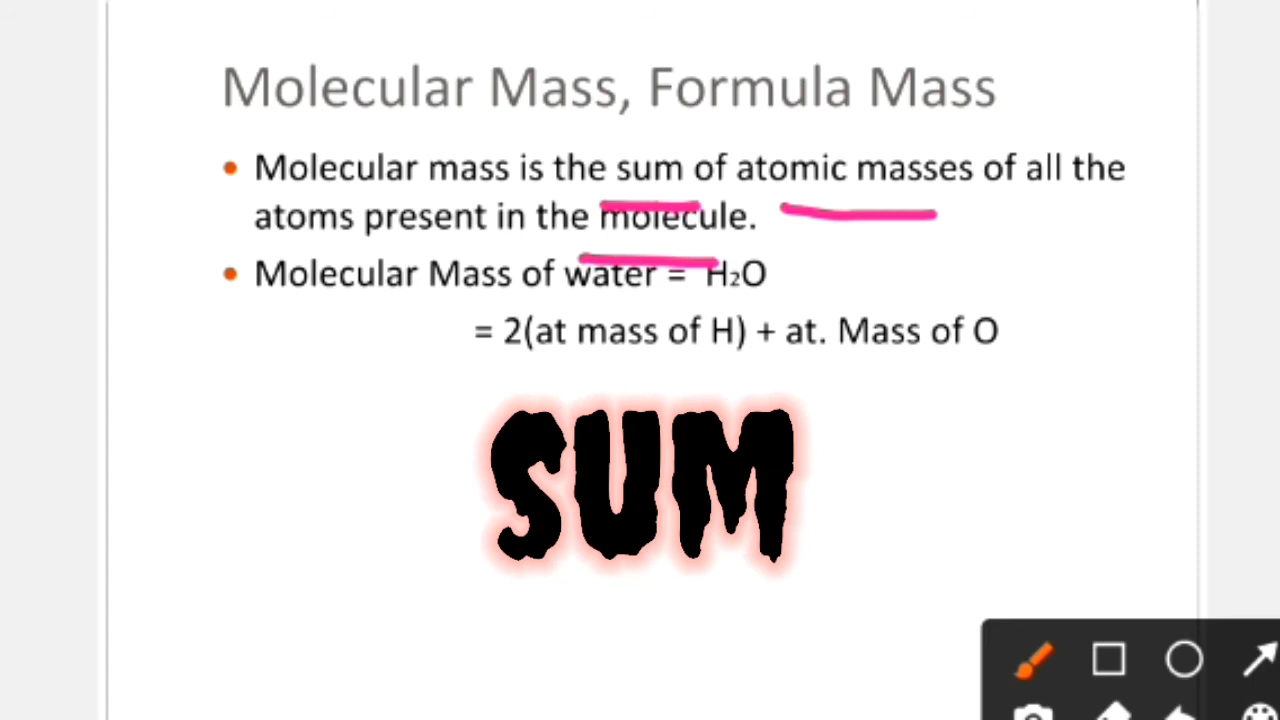 Molecular Mass, Formula Mass
• Molecular mass is the sum of atomic masses of all the
atoms present in the molecule.
• Molecular Mass of water = H₂O
= 2(at mass of H) + at. Mass of O
SUM